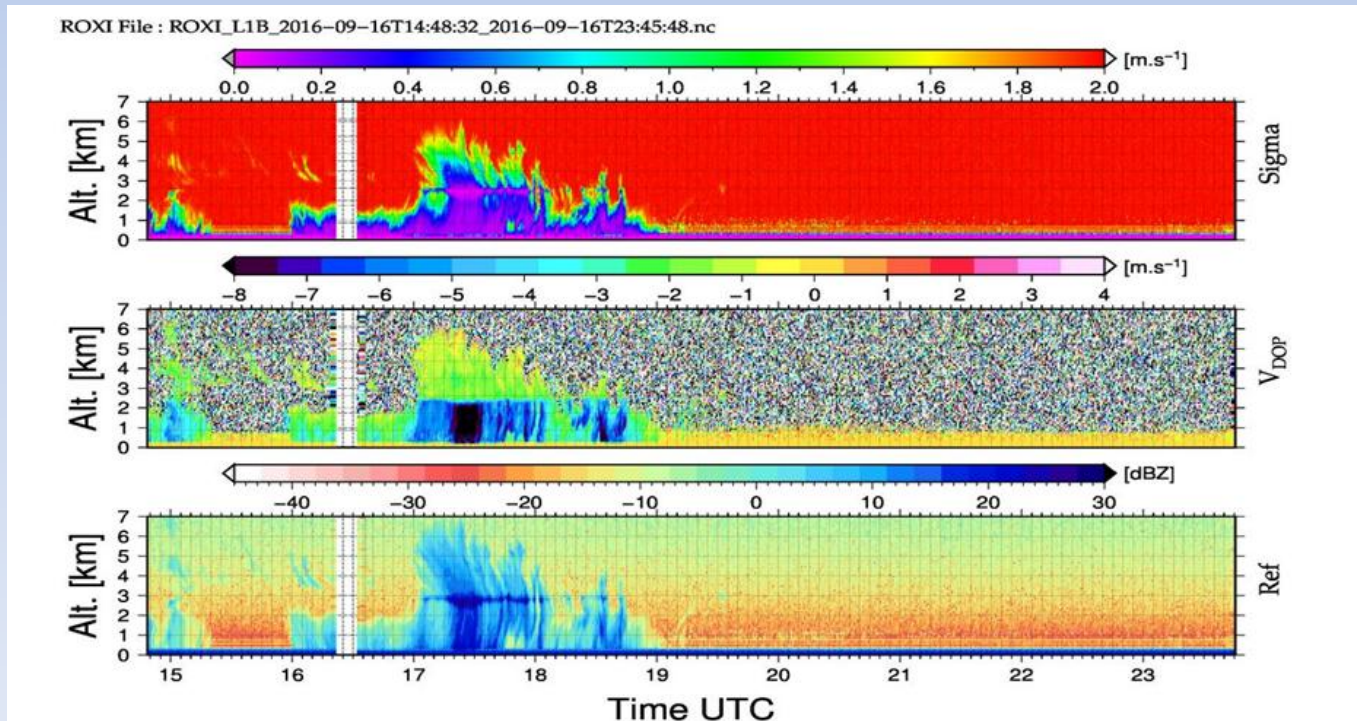 ROXI File : ROXI_L1B_2016-09-16T14:48:32_2016-09-16T23:45:48.nc
[m.s⁻¹]
0.0 0.2 0.4 0.6 0.8 1.0 1.2 1.4 1.6 1.8 2.0
7
6
5
4
3
2
1
0
Alt. [km]
Sigma
[m.s⁻¹]
−8 −7 −6 −5 −4 −3 −2 −1 0 1 2 3 4
7
6
5
4
3
2
1
0
Alt. [km]
VDOP
[dBZ]
−40 −30 −20 −10 0 10 20 30
7
6
5
4
3
2
1
0
Alt. [km]
Ref
15 16 17 18 19 20 21 22 23
Time UTC